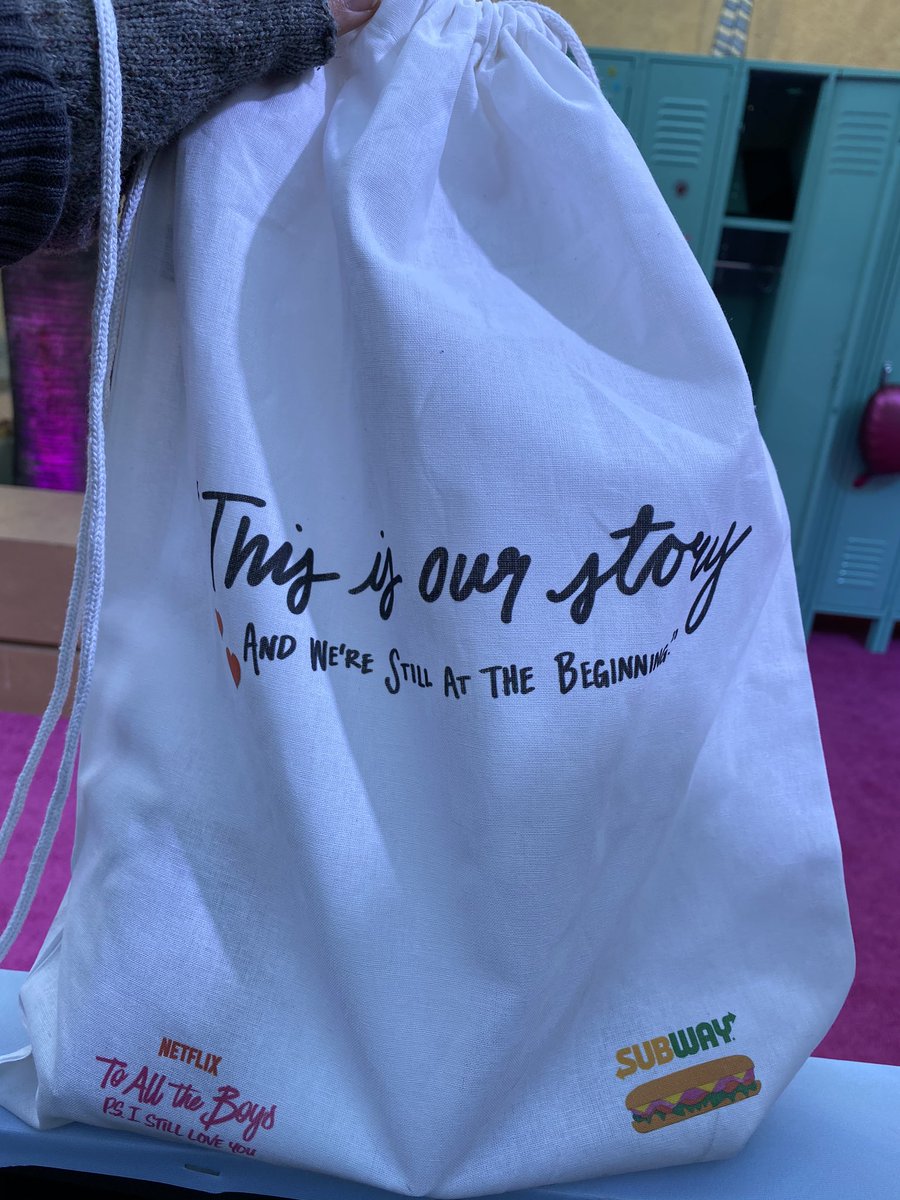 "This is our story
AND WE'RE STILL AT THE BEGINNING."
NETFLIX
To All the Boys
P.S. I STILL LOVE YOU
SUBWAY